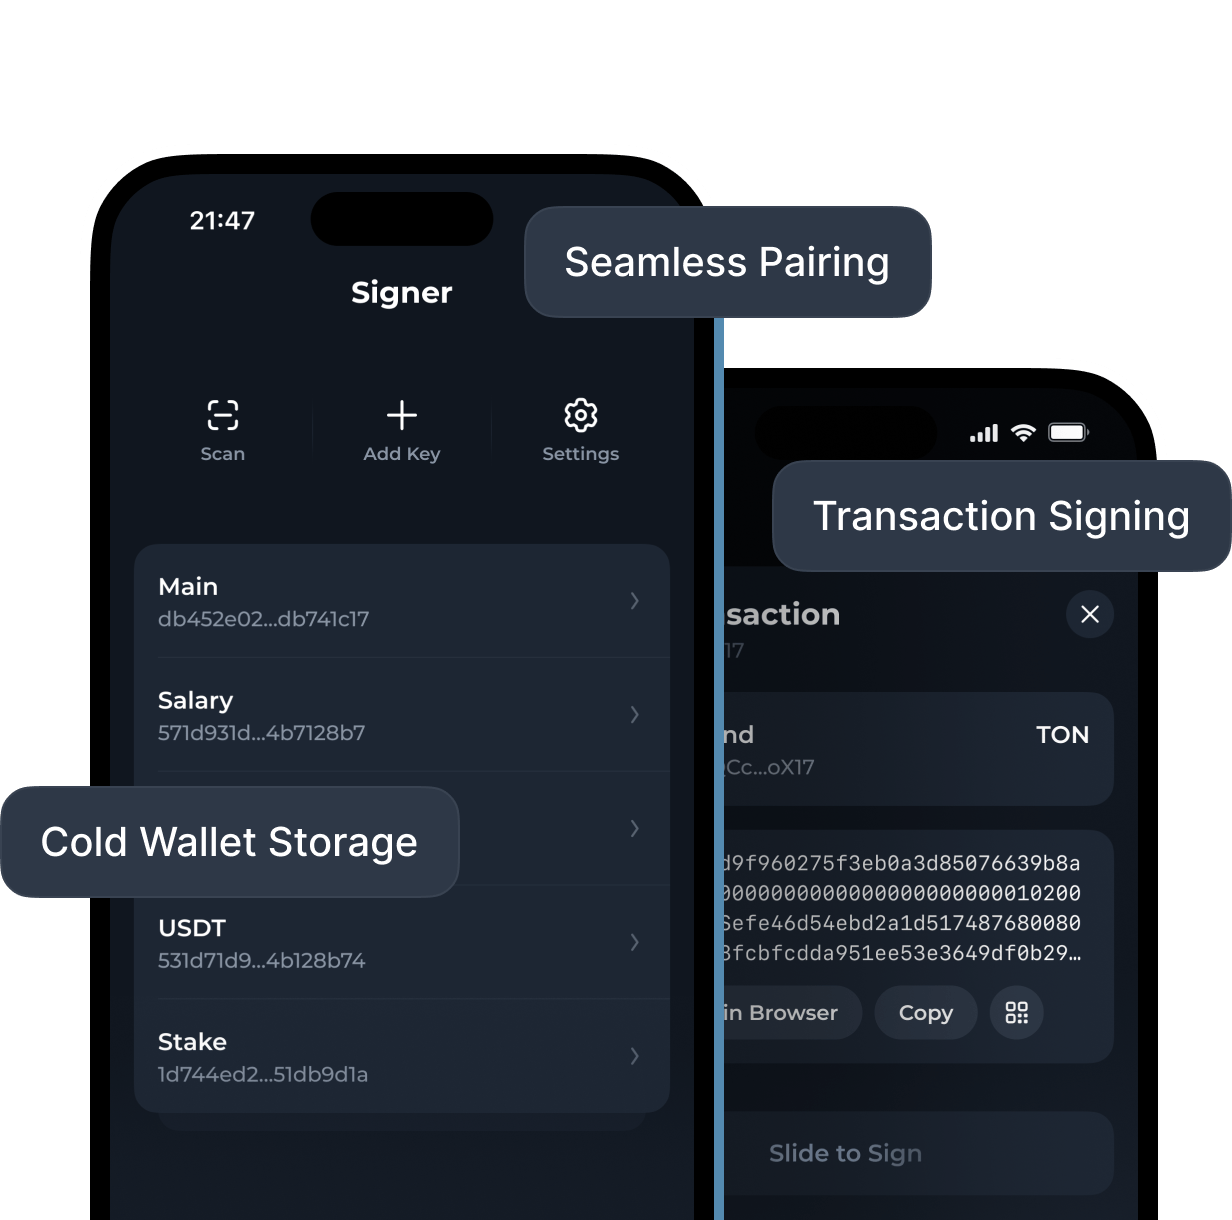 21:47
Seamless Pairing
Signer
Scan
Add Key
Settings
Transaction Signing
Main
db452e02...db741c17
Salary
571d931d...4b7128b7
Cold Wallet Storage
USDT
531d71d9...4b128b74
Stake
1d744ed2...51db9d1a
saction
17
nd
TON
Cc...oX17
d9f960275f3eb0a3d85076639b8a
0000000000000000000000010200
6efe46d54ebd2a1d517487680080
3fcbfcdda951ee53e3649df0b29…
in Browser
Copy
Slide to Sign